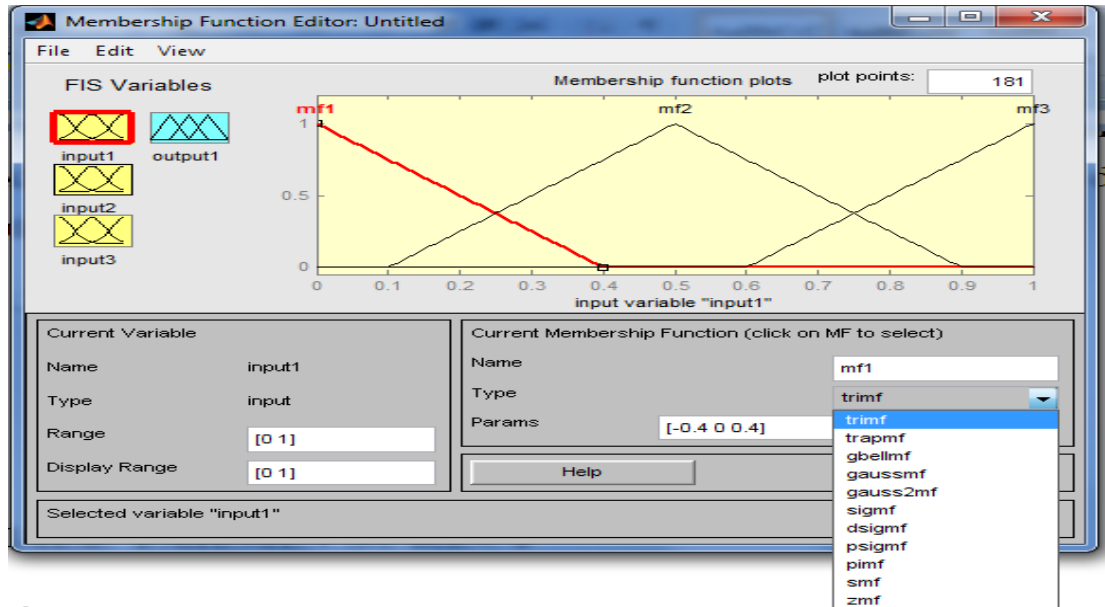 Membership Function Editor: Untitled
File Edit View
FIS Variables
Membership function plots plot points: 181
mf1 mf2 mf3
1
0.5
0
0 0.1 0.2 0.3 0.4 0.5 0.6 0.7 0.8 0.9 1
input variable "input1"
input1 output1
input2
input3
Current Variable
Name input1
Type input
Range [0 1]
Display Range [0 1]
Current Membership Function (click on MF to select)
Name mf1
Type trimf
Params [-0.4 0 0.4]
trimf
trapmf
gbellmf
gaussmf
gauss2mf
sigmf
dsigmf
psigmf
pimf
smf
zmf
Help
Selected variable "input1"